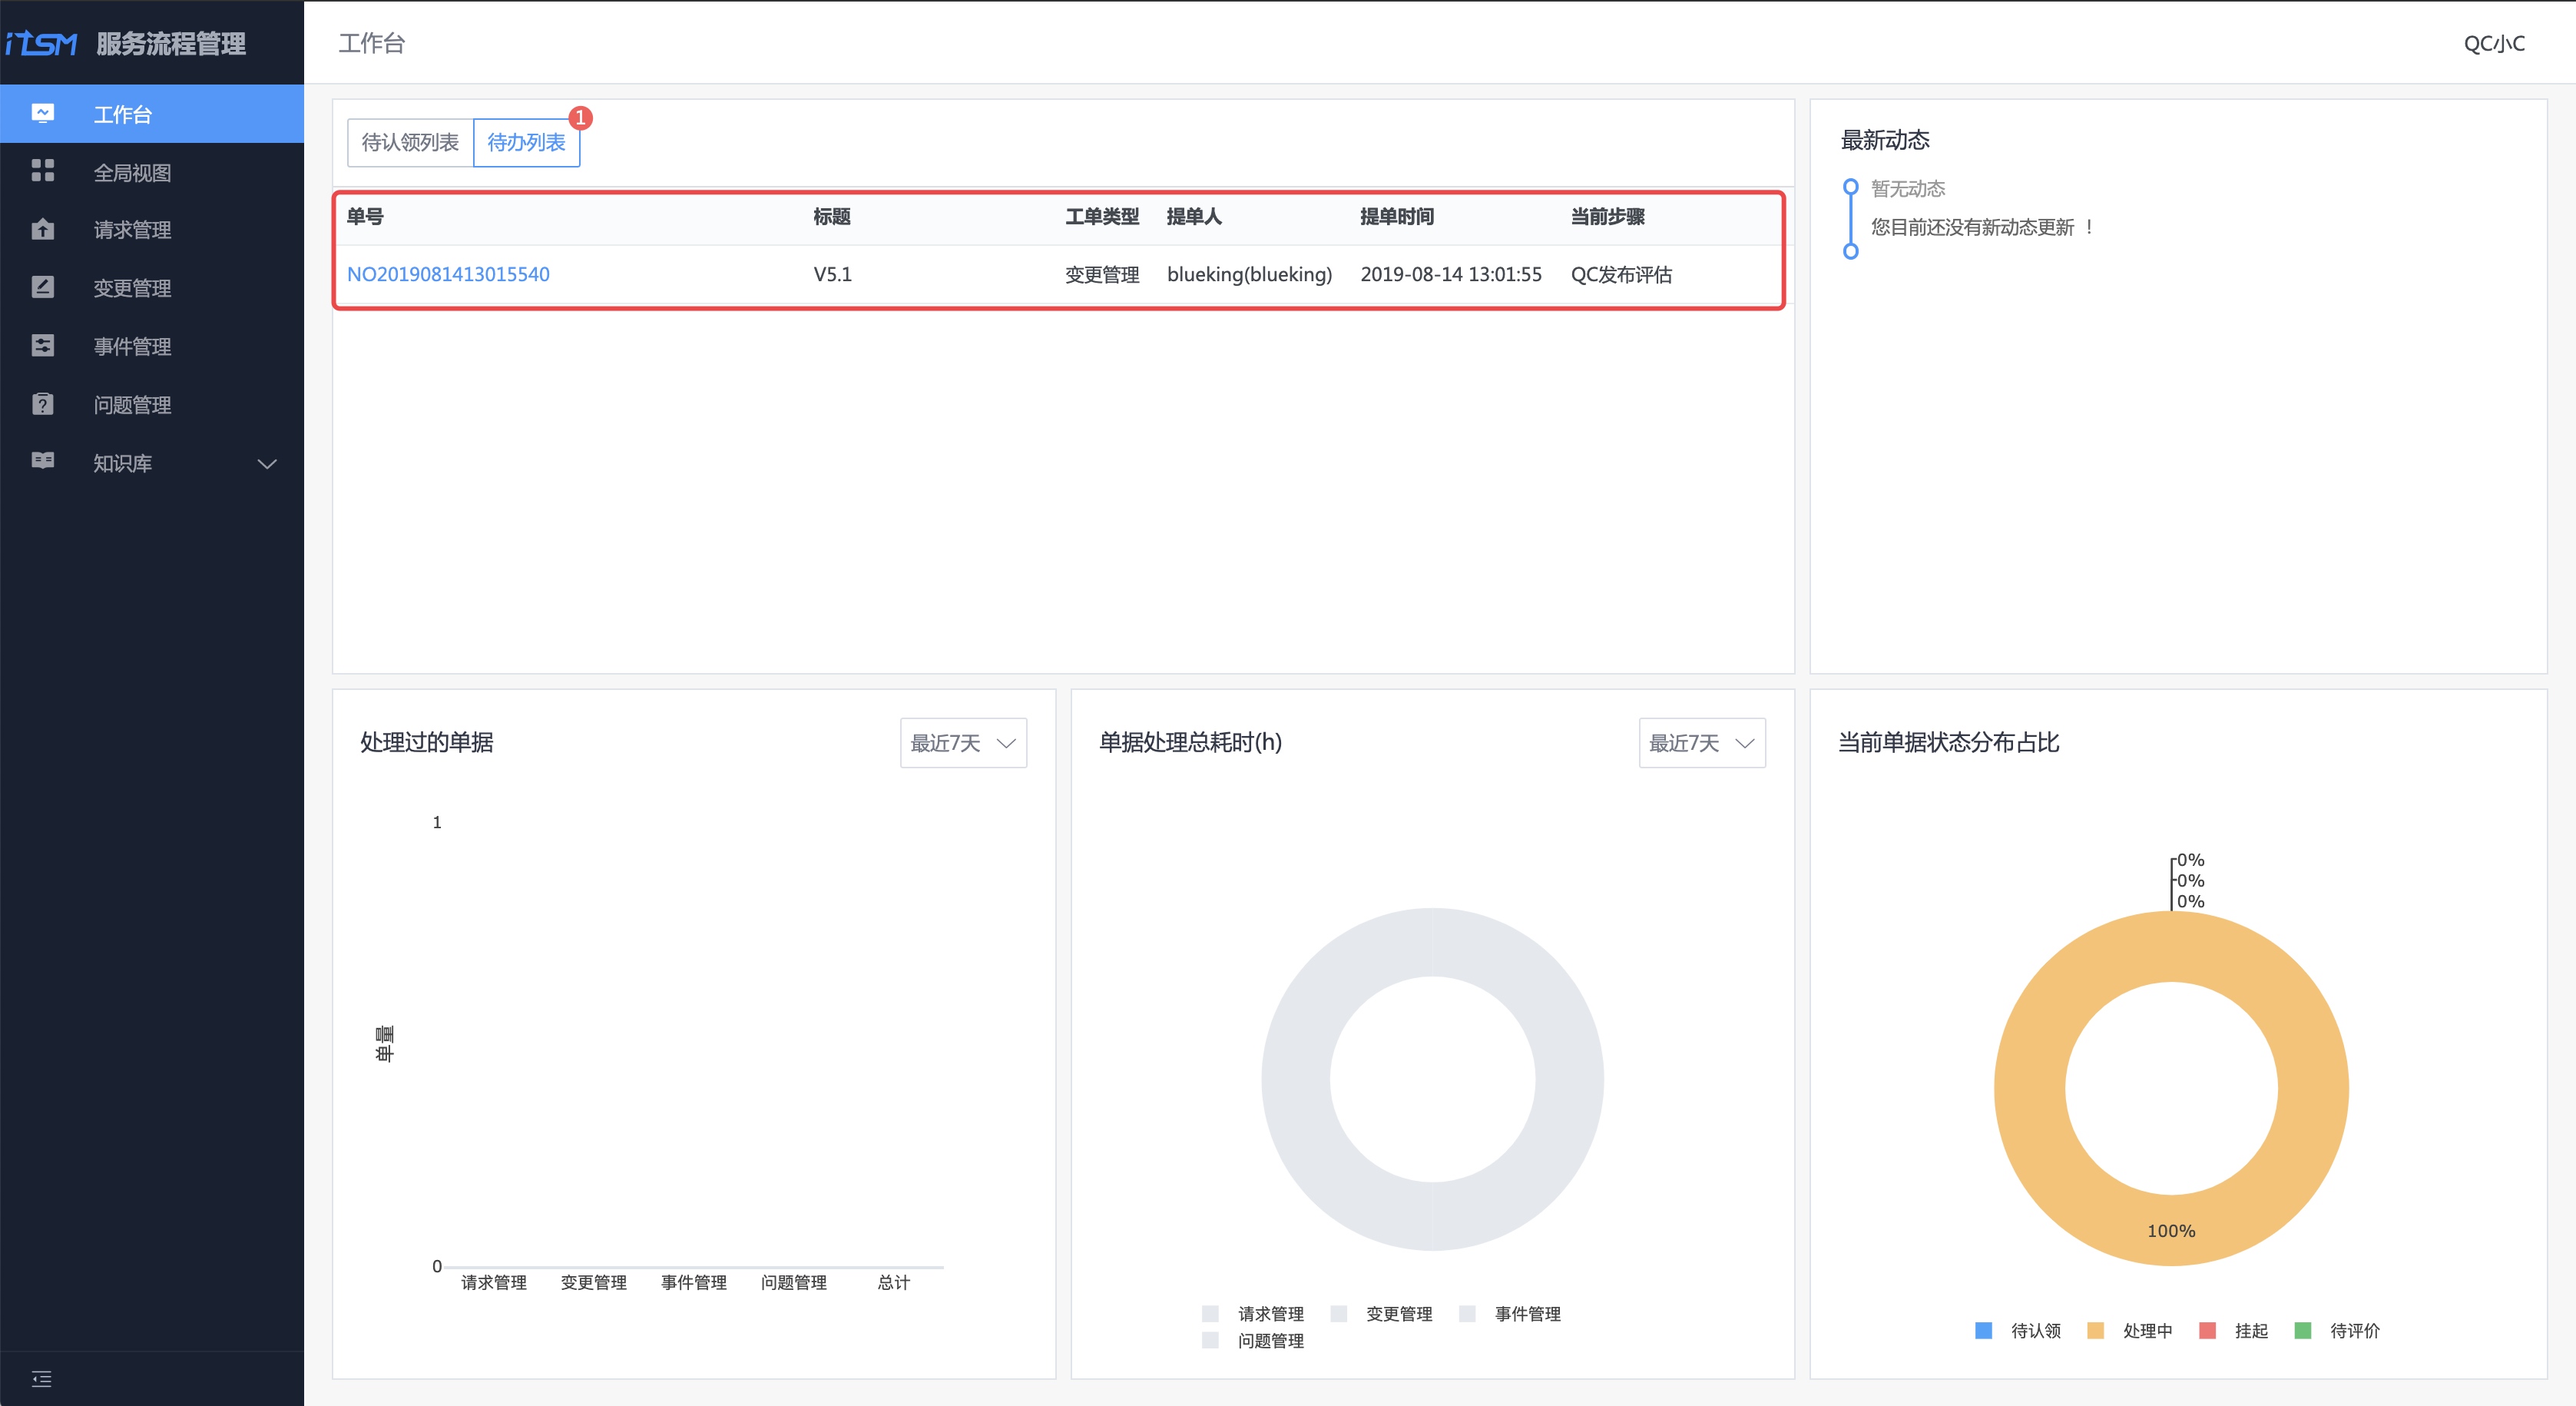 iTSM 服务流程管理
工作台
QC小C
工作台
全局视图
请求管理
变更管理
事件管理
问题管理
知识库
待认领列表 待办列表 1
单号 标题 工单类型 提单人 提单时间 当前步骤
NO2019081413015540 V5.1 变更管理 blueking(blueking) 2019-08-14 13:01:55 QC发布评估
最新动态
暂无动态
您目前还没有新动态更新 ！
处理过的单据 最近7天
1
单量
0
请求管理 变更管理 事件管理 问题管理 总计
单据处理总耗时(h) 最近7天
请求管理 变更管理 事件管理
问题管理
当前单据状态分布占比
0%
0%
0%
100%
待认领 处理中 挂起 待评价